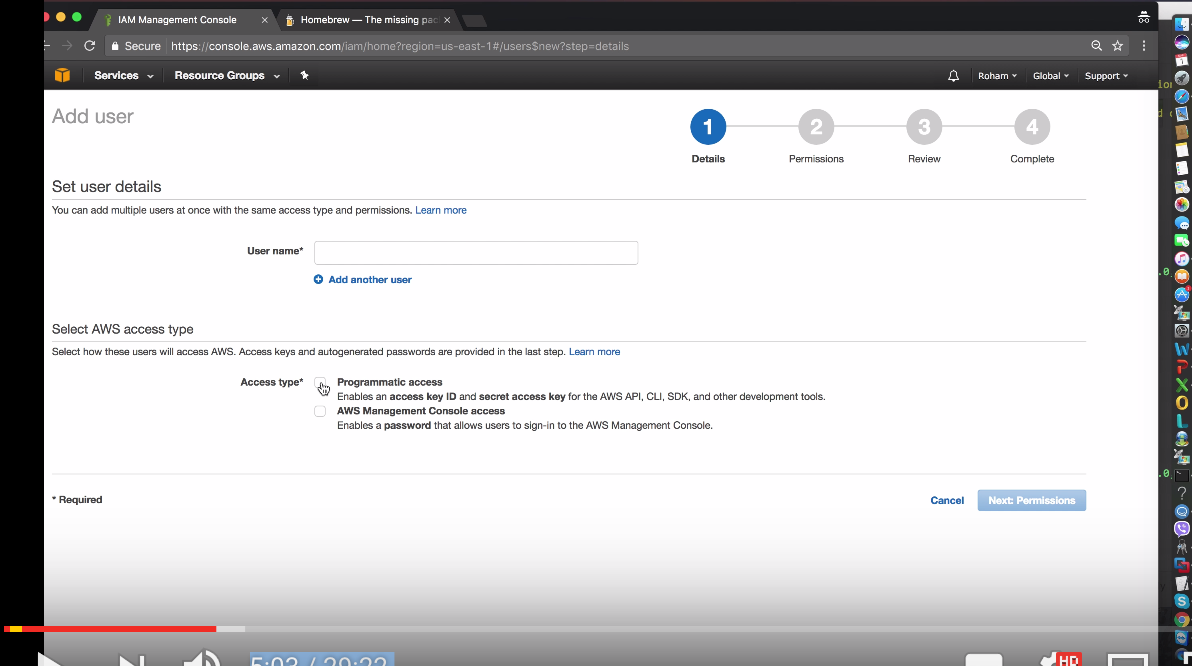 IAM Management Console
Homebrew — The missing pac
Secure https://console.aws.amazon.com/iam/home?region=us-east-1#/users$new?step=details
Services Resource Groups Roham Global Support
Add user
1 2 3 4
Details Permissions Review Complete
Set user details
You can add multiple users at once with the same access type and permissions. Learn more
User name*
Add another user
Select AWS access type
Select how these users will access AWS. Access keys and autogenerated passwords are provided in the last step. Learn more
Access type* Programmatic access
Enables an access key ID and secret access key for the AWS API, CLI, SDK, and other development tools.
AWS Management Console access
Enables a password that allows users to sign-in to the AWS Management Console.
* Required Cancel Next: Permissions
5:03 / 20:22
HD